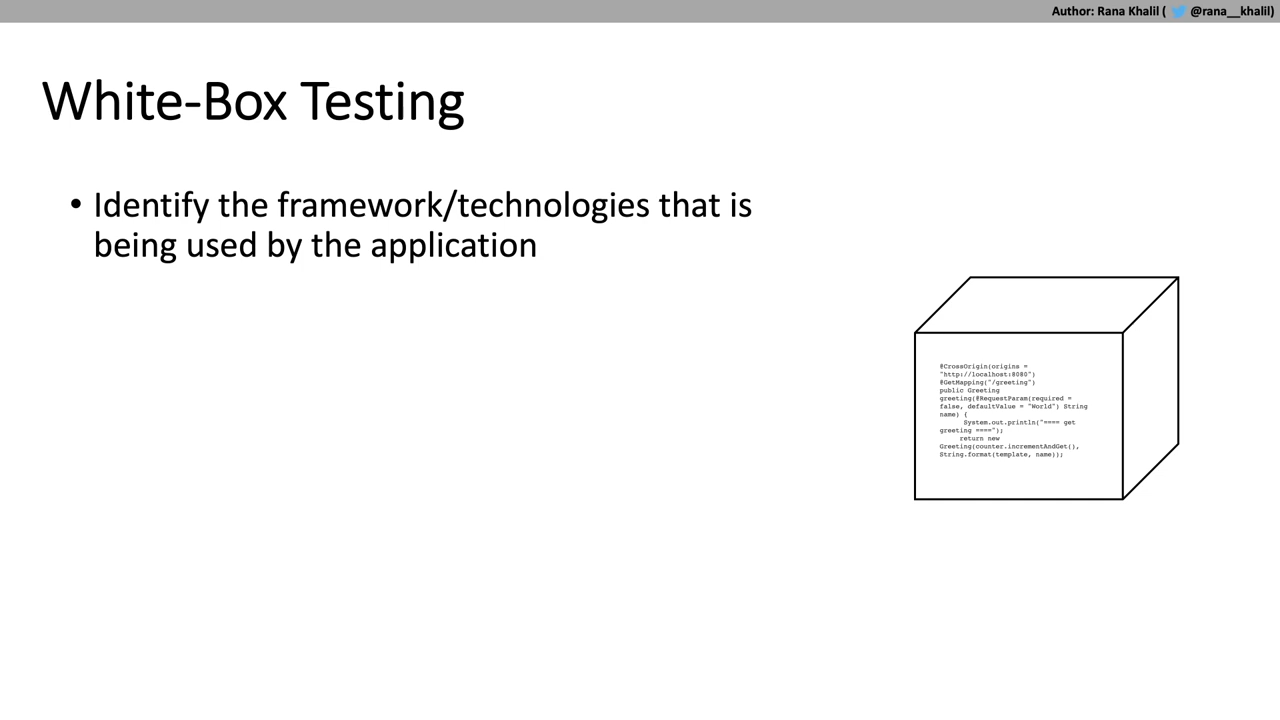 Author: Rana Khalil ( @rana__khalil)
White-Box Testing
• Identify the framework/technologies that is
being used by the application
@CrossOrigin(origins =
"http://localhost:8080")
@GetMapping("/greeting")
public Greeting
greeting(@RequestParam(required =
false, defaultValue = "World") String
name) {
System.out.println("==== get
greeting ====");
return new
Greeting(counter.incrementAndGet(),
String.format(template, name));